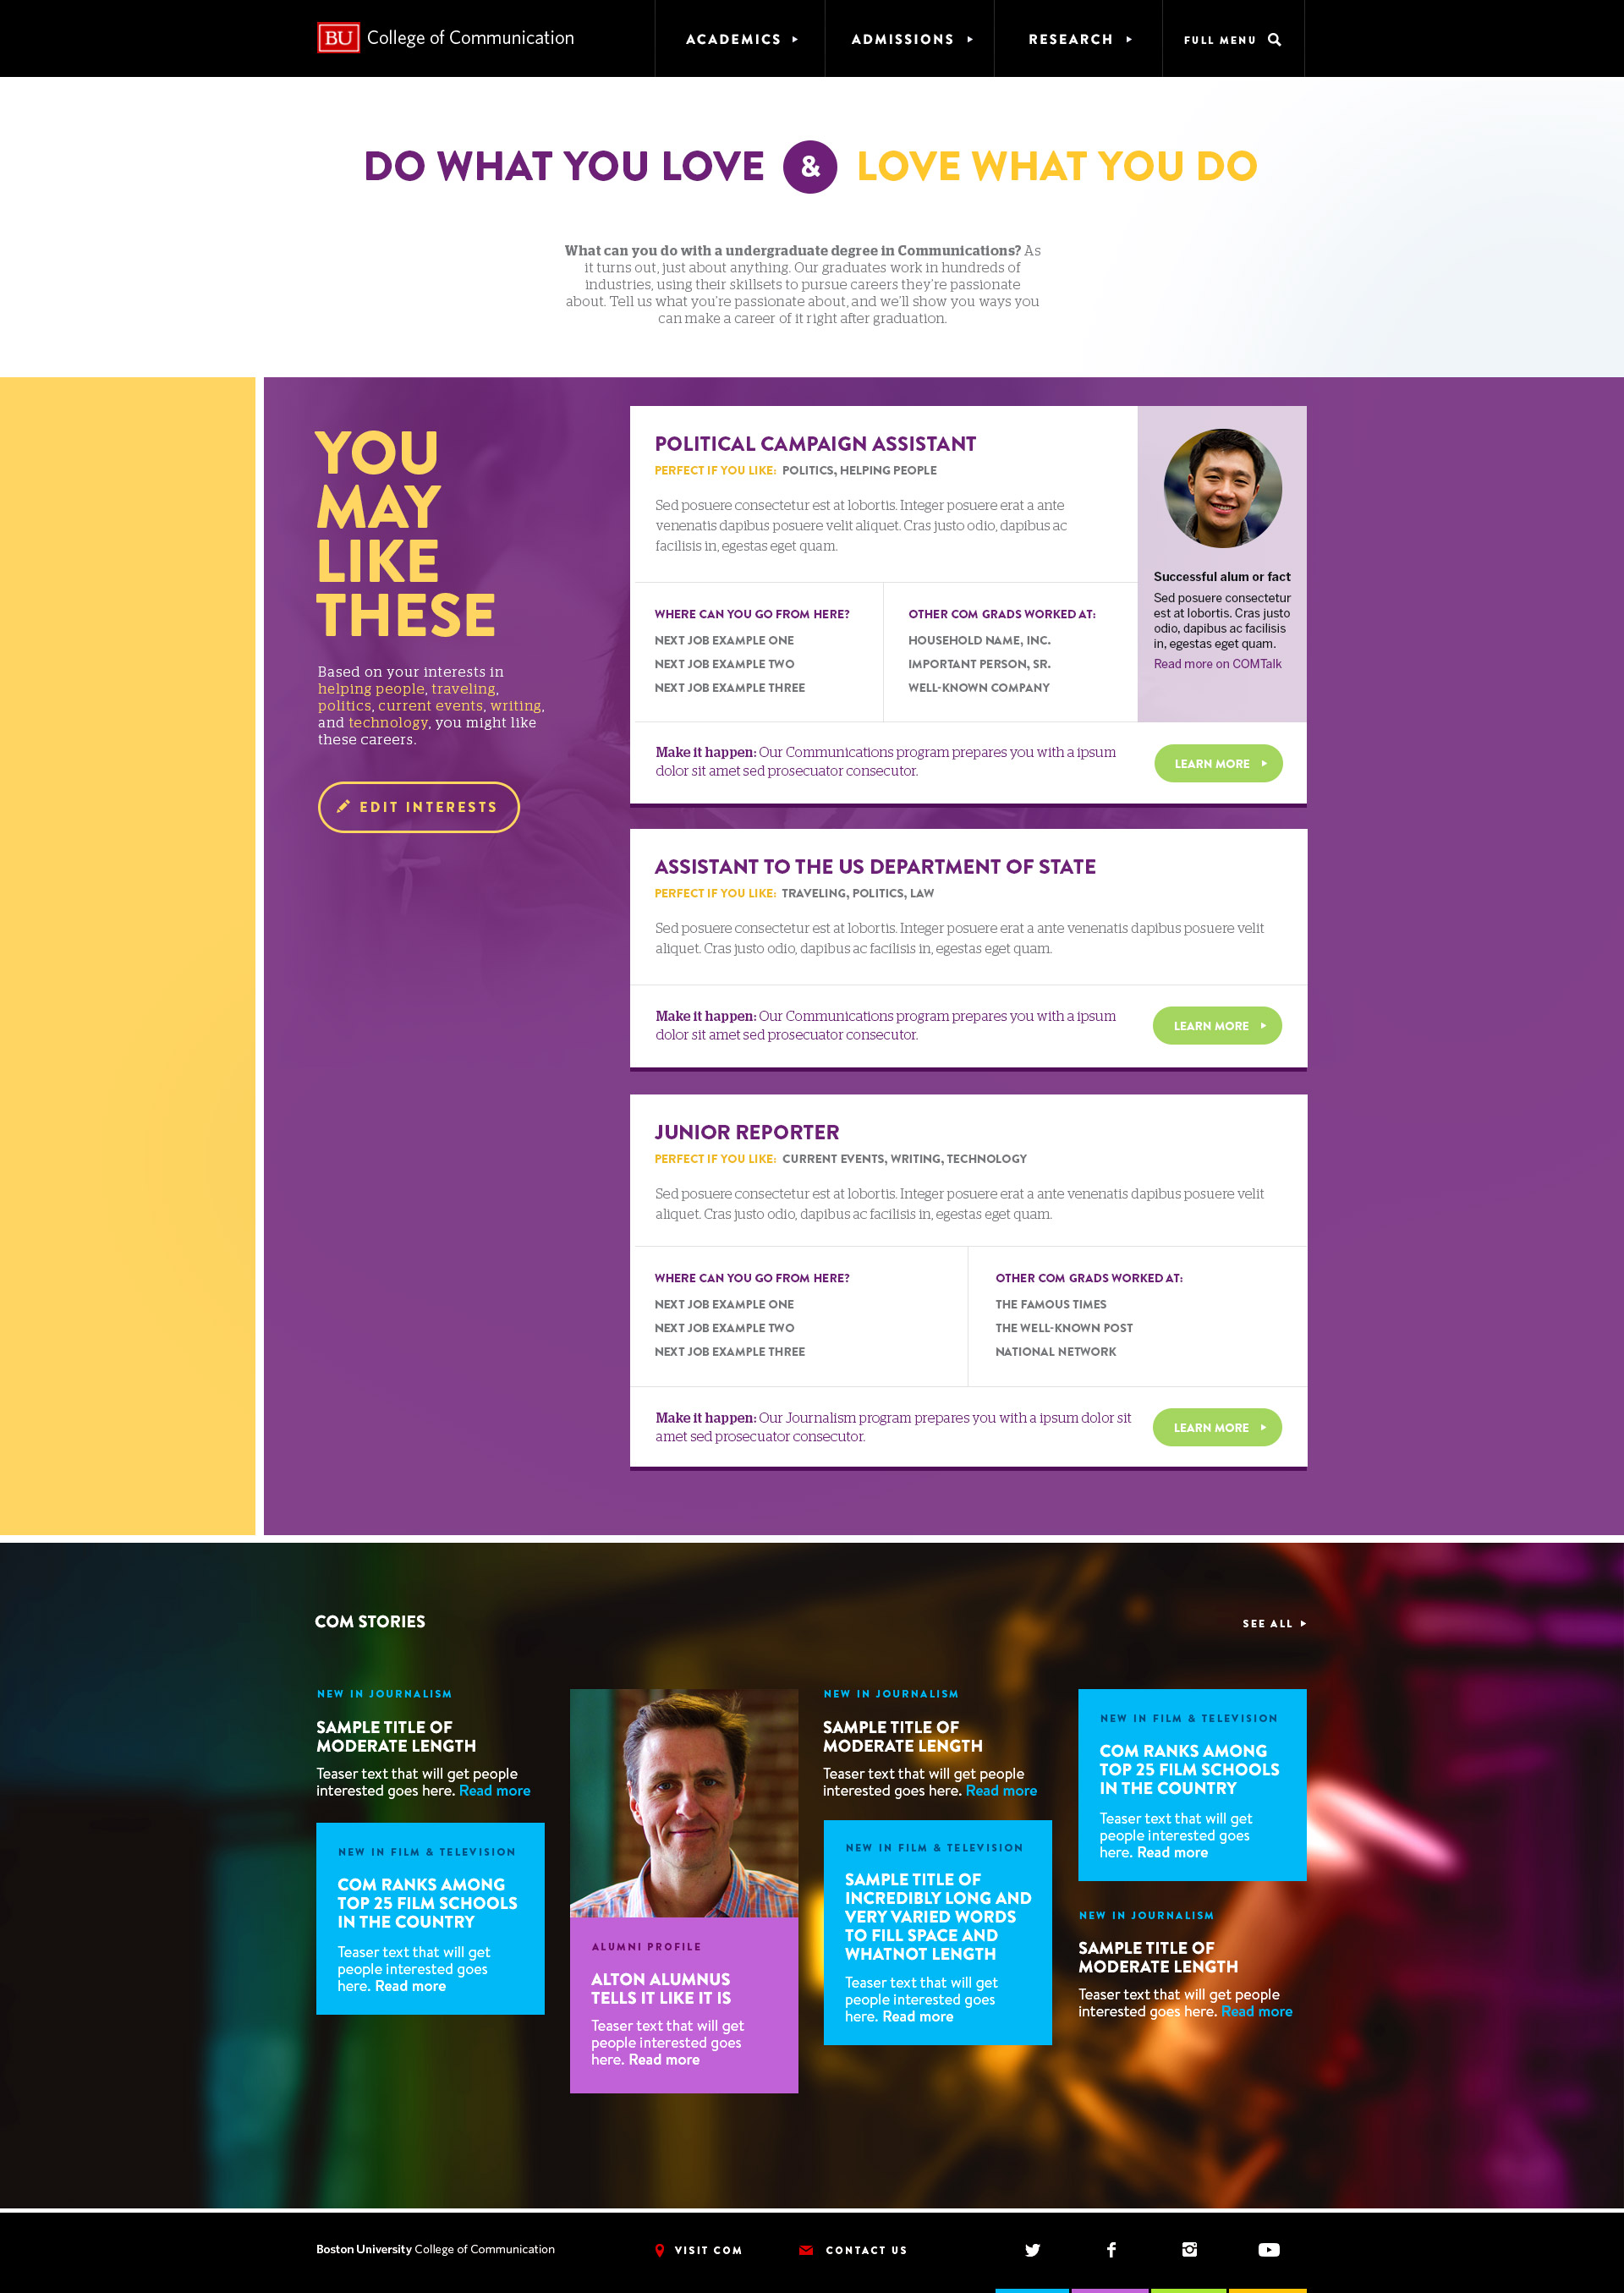 BU College of Communication
ACADEMICS
ADMISSIONS
RESEARCH
FULL MENU
DO WHAT YOU LOVE & LOVE WHAT YOU DO
What can you do with a undergraduate degree in Communications? As
it turns out, just about anything. Our graduates work in hundreds of
industries, using their skillsets to pursue careers they're passionate
about. Tell us what you're passionate about, and we'll show you ways you
can make a career of it right after graduation.
YOU
MAY
LIKE
THESE
Based on your interests in
helping people, traveling,
politics, current events, writing,
and technology, you might like
these careers.
EDIT INTERESTS
POLITICAL CAMPAIGN ASSISTANT
PERFECT IF YOU LIKE: POLITICS, HELPING PEOPLE
Sed posuere consectetur est at lobortis. Integer posuere erat a ante
venenatis dapibus posuere velit aliquet. Cras justo odio, dapibus ac
facilisis in, egestas eget quam.
WHERE CAN YOU GO FROM HERE?
NEXT JOB EXAMPLE ONE
NEXT JOB EXAMPLE TWO
NEXT JOB EXAMPLE THREE
OTHER COM GRADS WORKED AT:
HOUSEHOLD NAME, INC.
IMPORTANT PERSON, SR.
WELL-KNOWN COMPANY
Successful alum or fact
Sed posuere consectetur
est at lobortis. Cras justo
odio, dapibus ac facilisis
in, egestas eget quam.
Read more on COMTalk
Make it happen: Our Communications program prepares you with a ipsum
dolor sit amet sed prosecuator consecutor.
LEARN MORE
ASSISTANT TO THE US DEPARTMENT OF STATE
PERFECT IF YOU LIKE: TRAVELING, POLITICS, LAW
Sed posuere consectetur est at lobortis. Integer posuere erat a ante venenatis dapibus posuere velit
aliquet. Cras justo odio, dapibus ac facilisis in, egestas eget quam.
Make it happen: Our Communications program prepares you with a ipsum
dolor sit amet sed prosecuator consecutor.
LEARN MORE
JUNIOR REPORTER
PERFECT IF YOU LIKE: CURRENT EVENTS, WRITING, TECHNOLOGY
Sed posuere consectetur est at lobortis. Integer posuere erat a ante venenatis dapibus posuere velit
aliquet. Cras justo odio, dapibus ac facilisis in, egestas eget quam.
WHERE CAN YOU GO FROM HERE?
NEXT JOB EXAMPLE ONE
NEXT JOB EXAMPLE TWO
NEXT JOB EXAMPLE THREE
OTHER COM GRADS WORKED AT:
THE FAMOUS TIMES
THE WELL-KNOWN POST
NATIONAL NETWORK
Make it happen: Our Journalism program prepares you with a ipsum dolor sit
amet sed prosecuator consecutor.
LEARN MORE
COM STORIES
SEE ALL
NEW IN JOURNALISM
SAMPLE TITLE OF
MODERATE LENGTH
Teaser text that will get people
interested goes here. Read more
NEW IN FILM & TELEVISION
COM RANKS AMONG
TOP 25 FILM SCHOOLS
IN THE COUNTRY
Teaser text that will get
people interested goes
here. Read more
ALUMNI PROFILE
ALTON ALUMNUS
TELLS IT LIKE IT IS
Teaser text that will get
people interested goes
here. Read more
NEW IN JOURNALISM
SAMPLE TITLE OF
MODERATE LENGTH
Teaser text that will get people
interested goes here. Read more
NEW IN FILM & TELEVISION
SAMPLE TITLE OF
INCREDIBLY LONG AND
VERY VARIED WORDS
TO FILL SPACE AND
WHATNOT LENGTH
Teaser text that will get
people interested goes
here. Read more
NEW IN FILM & TELEVISION
COM RANKS AMONG
TOP 25 FILM SCHOOLS
IN THE COUNTRY
Teaser text that will get
people interested goes
here. Read more
NEW IN JOURNALISM
SAMPLE TITLE OF
MODERATE LENGTH
Teaser text that will get people
interested goes here. Read more
Boston University College of Communication
VISIT COM
CONTACT US